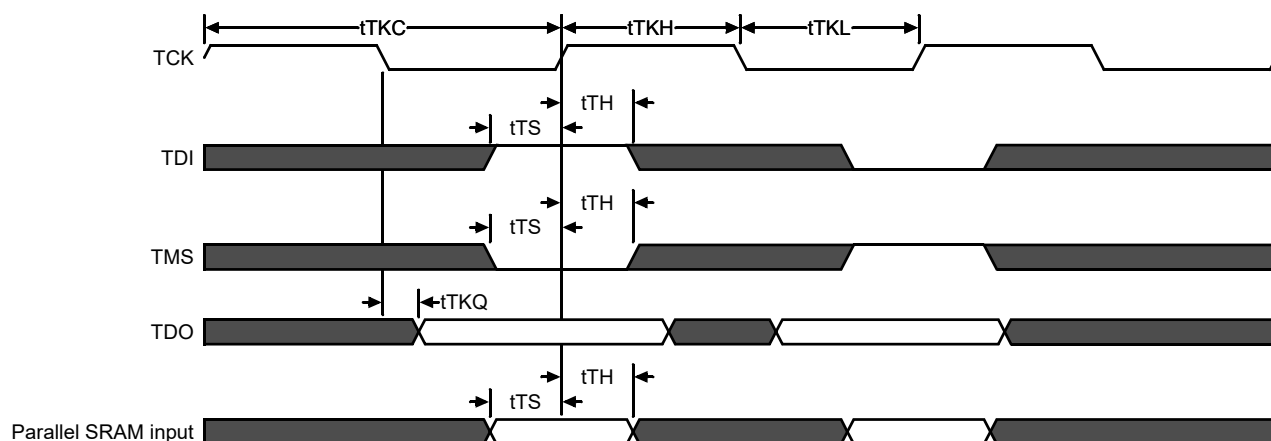 tTKC tTKH tTKL
TCK
tTH
tTS
TDI
tTH
tTS
TMS
tTKQ
TDO
tTH
tTS
Parallel SRAM input